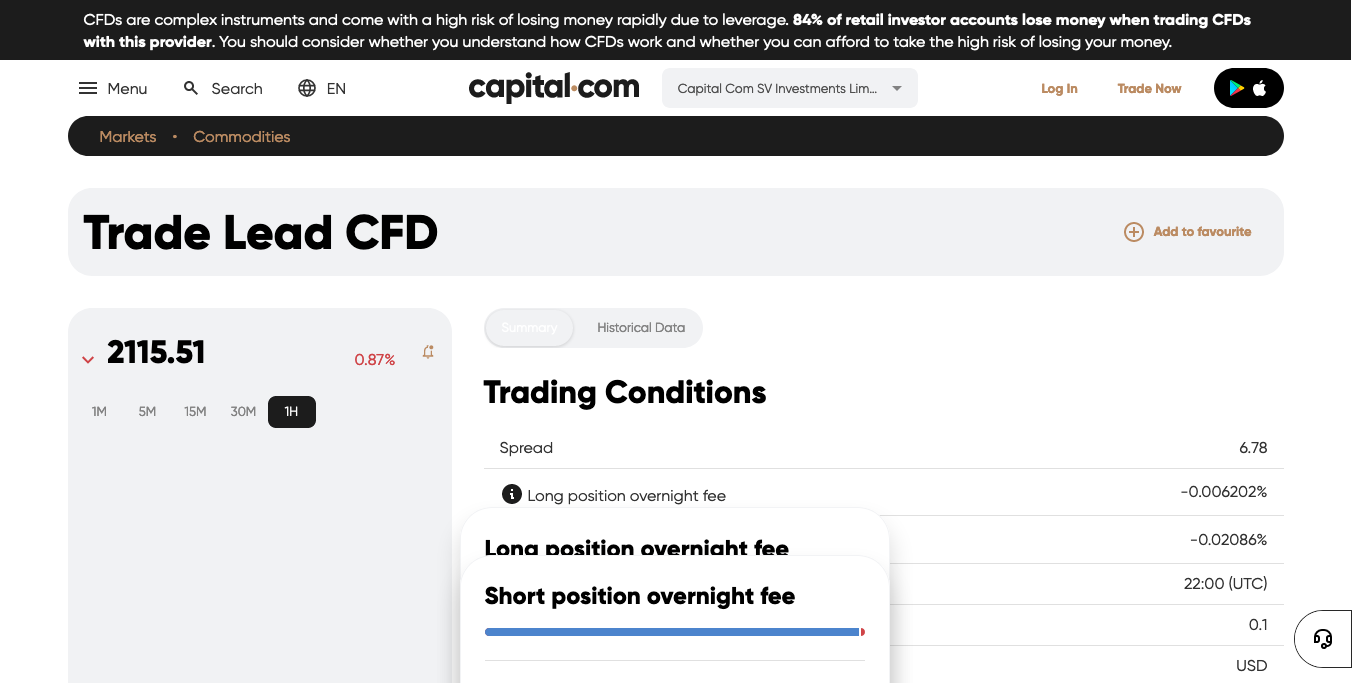 CFDs are complex instruments and come with a high risk of losing money rapidly due to leverage. 84% of retail investor accounts lose money when trading CFDs
with this provider. You should consider whether you understand how CFDs work and whether you can afford to take the high risk of losing your money.
Menu Search EN capital.com Capital Com SV Investments Lim... Log In Trade Now
Markets • Commodities
Trade Lead CFD Add to favourite
2115.51 0.87%
1M 5M 15M 30M 1H
Summary Historical Data
Trading Conditions
Spread 6.78
Long position overnight fee -0.006202%
Long position overnight fee
-0.02086%
Short position overnight fee
22:00 (UTC)
0.1
USD